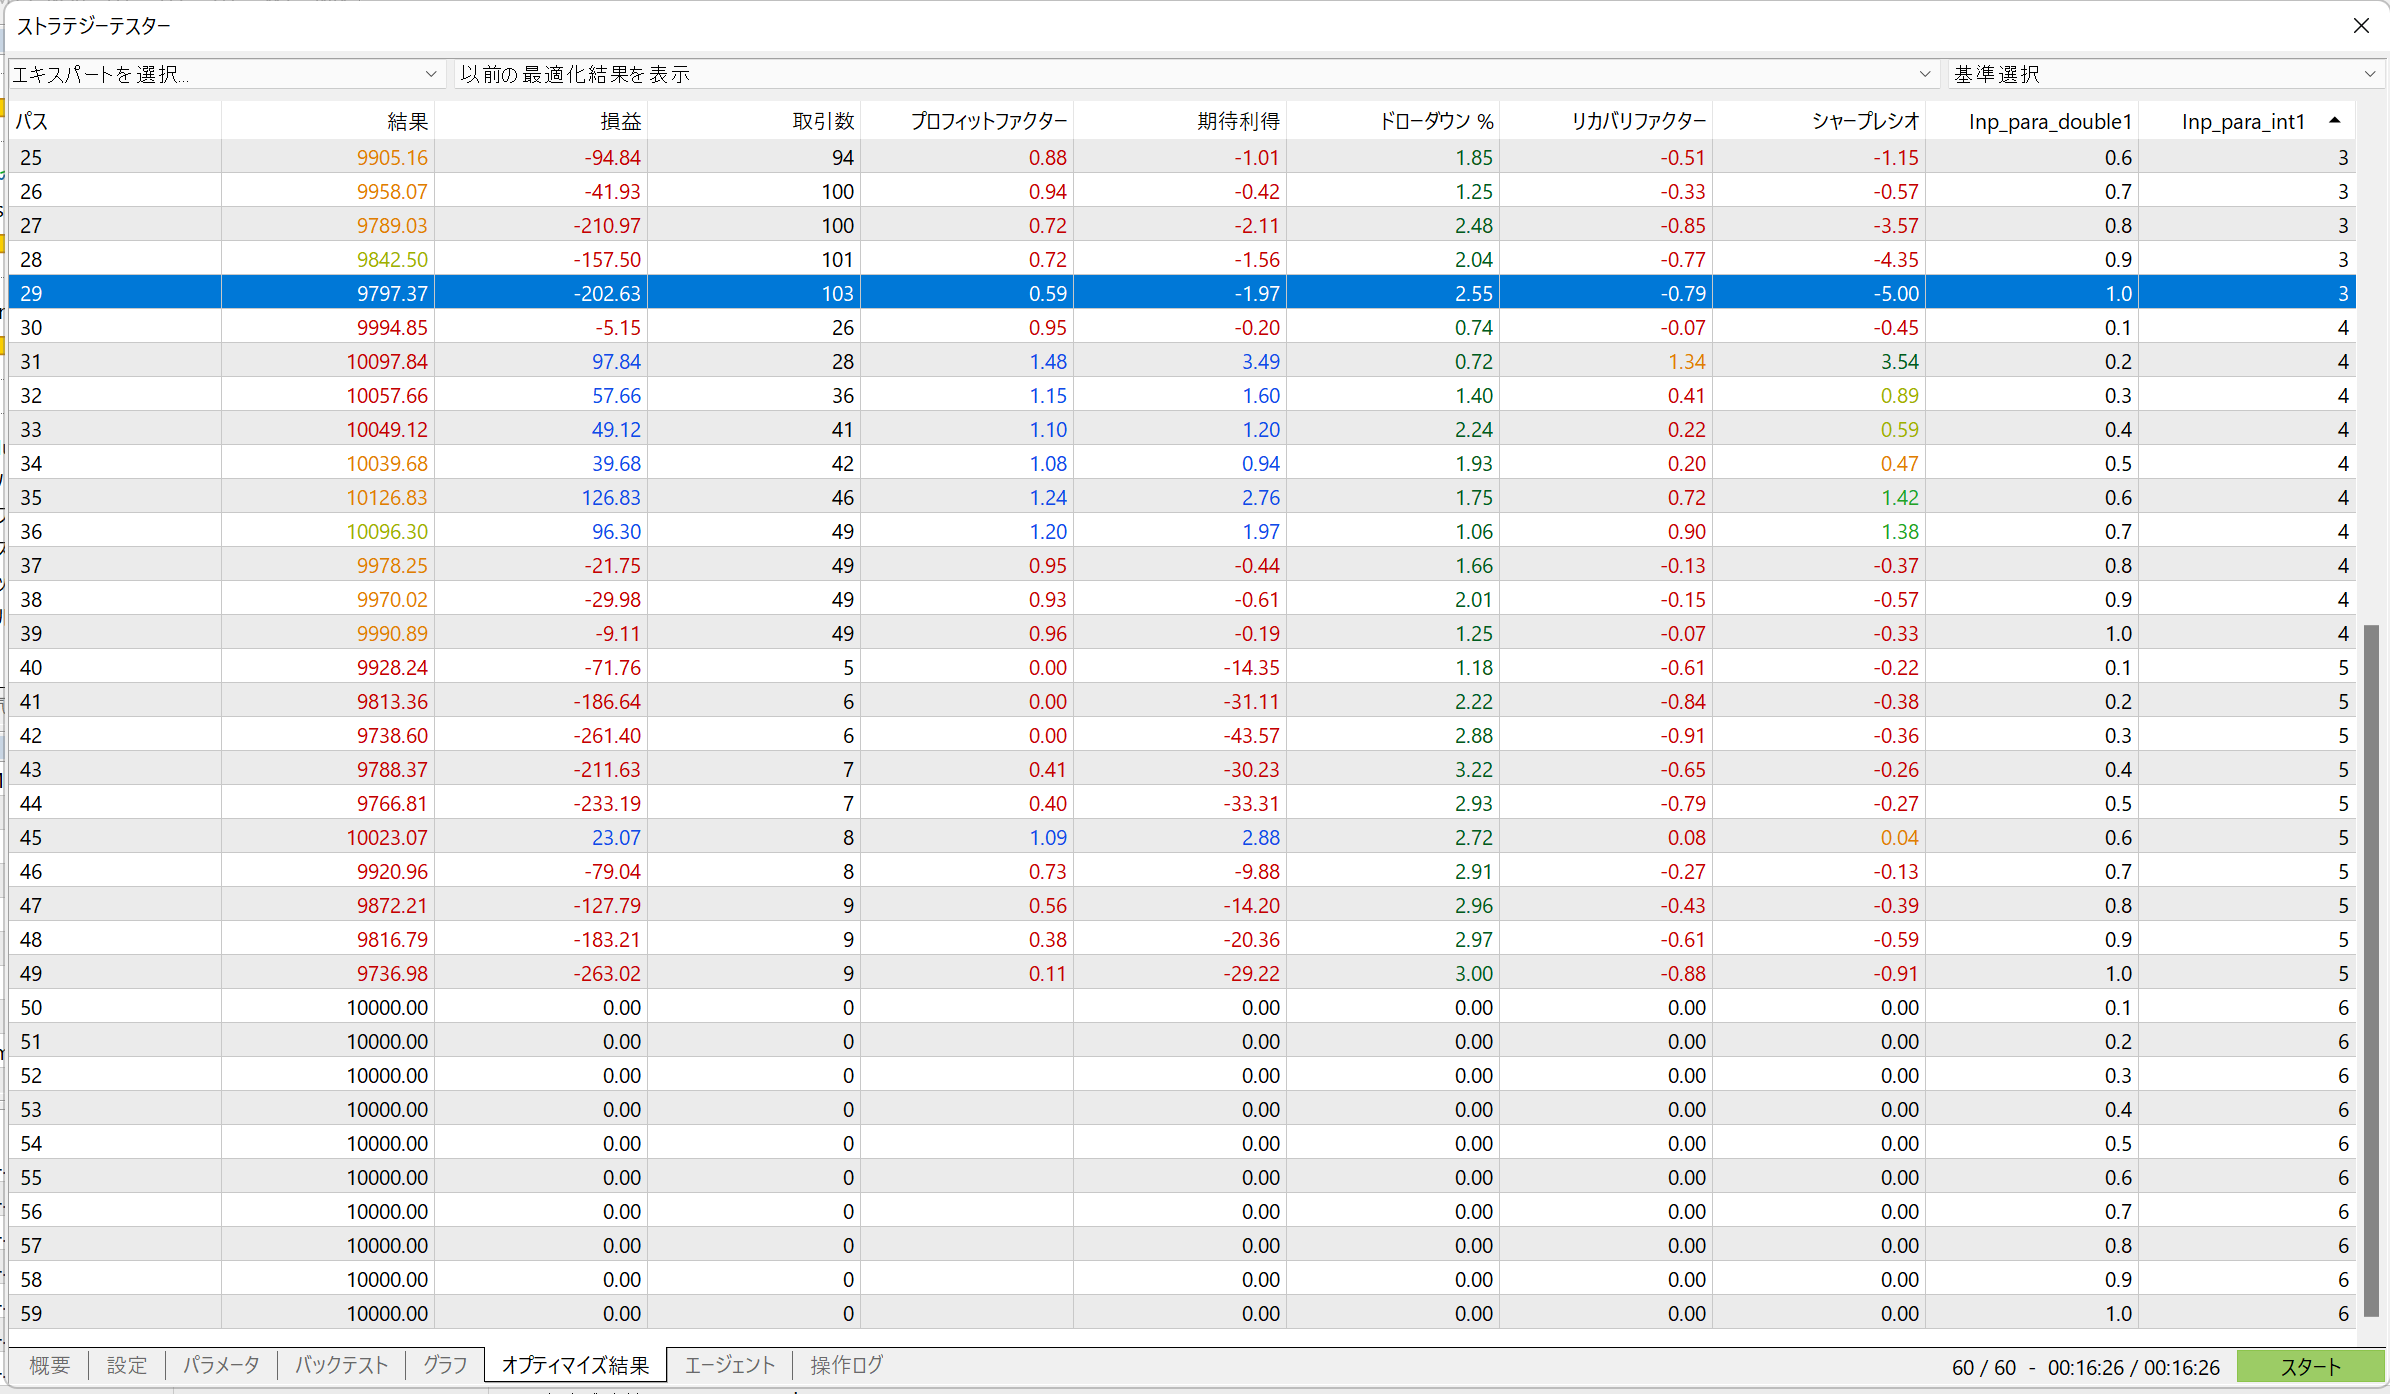 ストラテジーテスター
エキスパートを選択... 以前の最適化結果を表示 基準選択
パス 結果 損益 取引数 プロフィットファクター 期待利得 ドローダウン % リカバリファクター シャープレシオ Inp_para_double1 Inp_para_int1
25 9905.16 -94.84 94 0.88 -1.01 1.85 -0.51 -1.15 0.6 3
26 9958.07 -41.93 100 0.94 -0.42 1.25 -0.33 -0.57 0.7 3
27 9789.03 -210.97 100 0.72 -2.11 2.48 -0.85 -3.57 0.8 3
28 9842.50 -157.50 101 0.72 -1.56 2.04 -0.77 -4.35 0.9 3
29 9797.37 -202.63 103 0.59 -1.97 2.55 -0.79 -5.00 1.0 3
30 9994.85 -5.15 26 0.95 -0.20 0.74 -0.07 -0.45 0.1 4
31 10097.84 97.84 28 1.48 3.49 0.72 1.34 3.54 0.2 4
32 10057.66 57.66 36 1.15 1.60 1.40 0.41 0.89 0.3 4
33 10049.12 49.12 41 1.10 1.20 2.24 0.22 0.59 0.4 4
34 10039.68 39.68 42 1.08 0.94 1.93 0.20 0.47 0.5 4
35 10126.83 126.83 46 1.24 2.76 1.75 0.72 1.42 0.6 4
36 10096.30 96.30 49 1.20 1.97 1.06 0.90 1.38 0.7 4
37 9978.25 -21.75 49 0.95 -0.44 1.66 -0.13 -0.37 0.8 4
38 9970.02 -29.98 49 0.93 -0.61 2.01 -0.15 -0.57 0.9 4
39 9990.89 -9.11 49 0.96 -0.19 1.25 -0.07 -0.33 1.0 4
40 9928.24 -71.76 5 0.00 -14.35 1.18 -0.61 -0.22 0.1 5
41 9813.36 -186.64 6 0.00 -31.11 2.22 -0.84 -0.38 0.2 5
42 9738.60 -261.40 6 0.00 -43.57 2.88 -0.91 -0.36 0.3 5
43 9788.37 -211.63 7 0.41 -30.23 3.22 -0.65 -0.26 0.4 5
44 9766.81 -233.19 7 0.40 -33.31 2.93 -0.79 -0.27 0.5 5
45 10023.07 23.07 8 1.09 2.88 2.72 0.08 0.04 0.6 5
46 9920.96 -79.04 8 0.73 -9.88 2.91 -0.27 -0.13 0.7 5
47 9872.21 -127.79 9 0.56 -14.20 2.96 -0.43 -0.39 0.8 5
48 9816.79 -183.21 9 0.38 -20.36 2.97 -0.61 -0.59 0.9 5
49 9736.98 -263.02 9 0.11 -29.22 3.00 -0.88 -0.91 1.0 5
50 10000.00 0.00 0 0.00 0.00 0.00 0.00 0.1 6
51 10000.00 0.00 0 0.00 0.00 0.00 0.00 0.2 6
52 10000.00 0.00 0 0.00 0.00 0.00 0.00 0.3 6
53 10000.00 0.00 0 0.00 0.00 0.00 0.00 0.4 6
54 10000.00 0.00 0 0.00 0.00 0.00 0.00 0.5 6
55 10000.00 0.00 0 0.00 0.00 0.00 0.00 0.6 6
56 10000.00 0.00 0 0.00 0.00 0.00 0.00 0.7 6
57 10000.00 0.00 0 0.00 0.00 0.00 0.00 0.8 6
58 10000.00 0.00 0 0.00 0.00 0.00 0.00 0.9 6
59 10000.00 0.00 0 0.00 0.00 0.00 0.00 1.0 6
概要 設定 パラメータ バックテスト グラフ オプティマイズ結果 エージェント 操作ログ 60 / 60 - 00:16:26 / 00:16:26 スタート